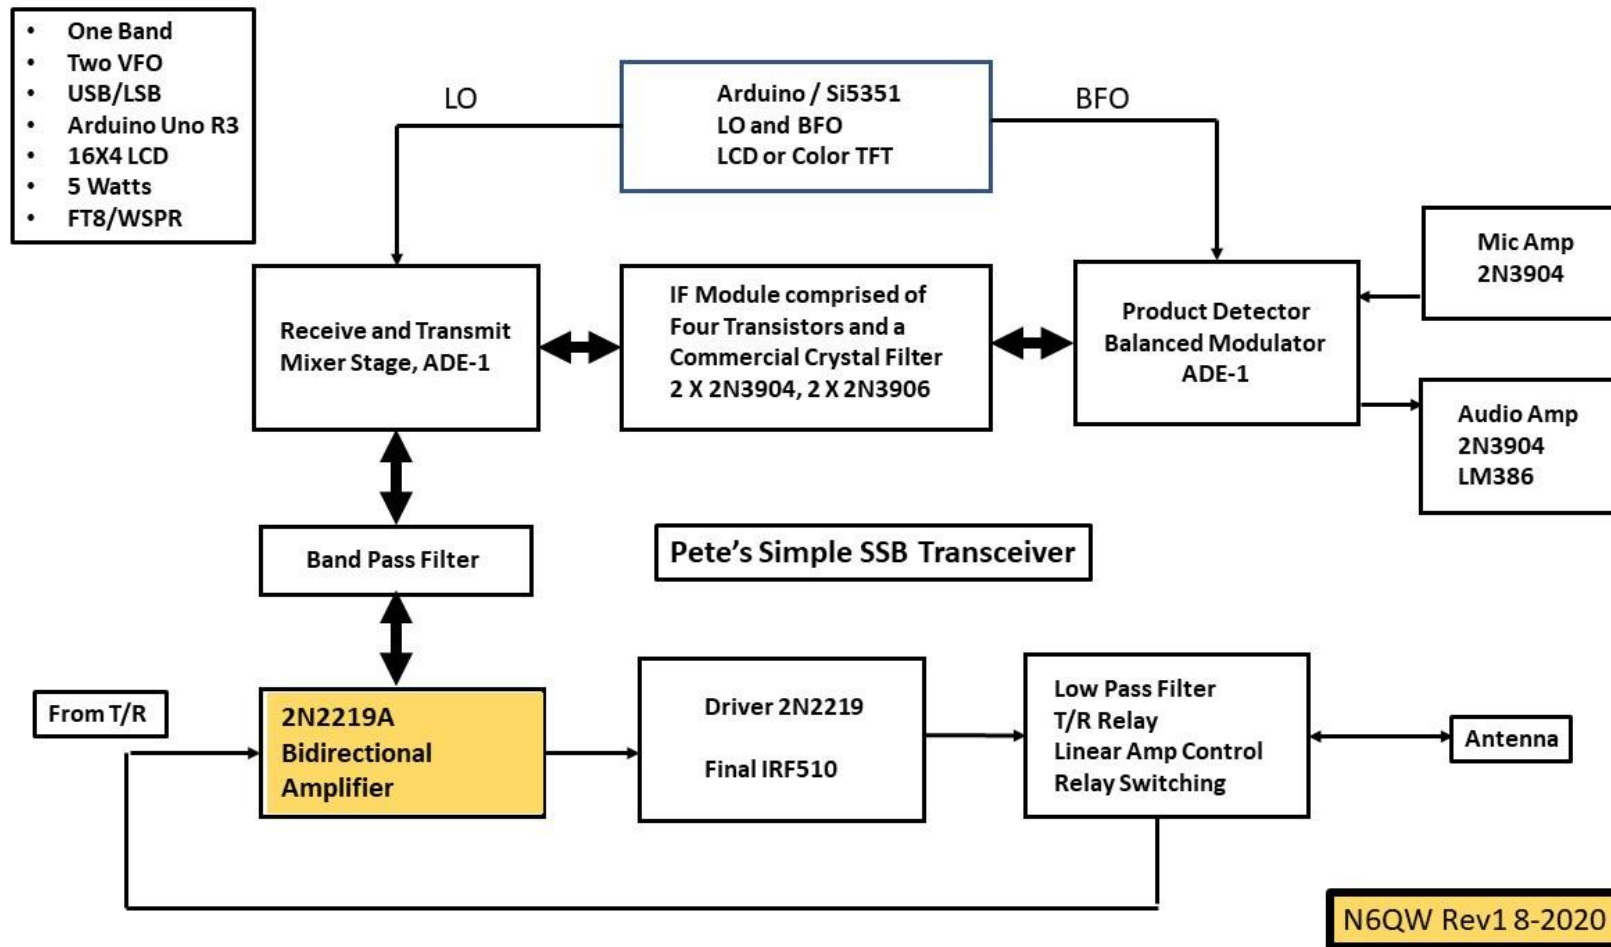 • One Band
• Two VFO
• USB/LSB
• Arduino Uno R3
• 16X4 LCD
• 5 Watts
• FT8/WSPR
LO
Arduino / Si5351
LO and BFO
LCD or Color TFT
BFO
Mic Amp
2N3904
Receive and Transmit
Mixer Stage, ADE-1
IF Module comprised of
Four Transistors and a
Commercial Crystal Filter
2 X 2N3904, 2 X 2N3906
Product Detector
Balanced Modulator
ADE-1
Audio Amp
2N3904
LM386
Band Pass Filter
Pete's Simple SSB Transceiver
From T/R
2N2219A
Bidirectional
Amplifier
Driver 2N2219
Final IRF510
Low Pass Filter
T/R Relay
Linear Amp Control
Relay Switching
Antenna
N6QW Rev1 8-2020